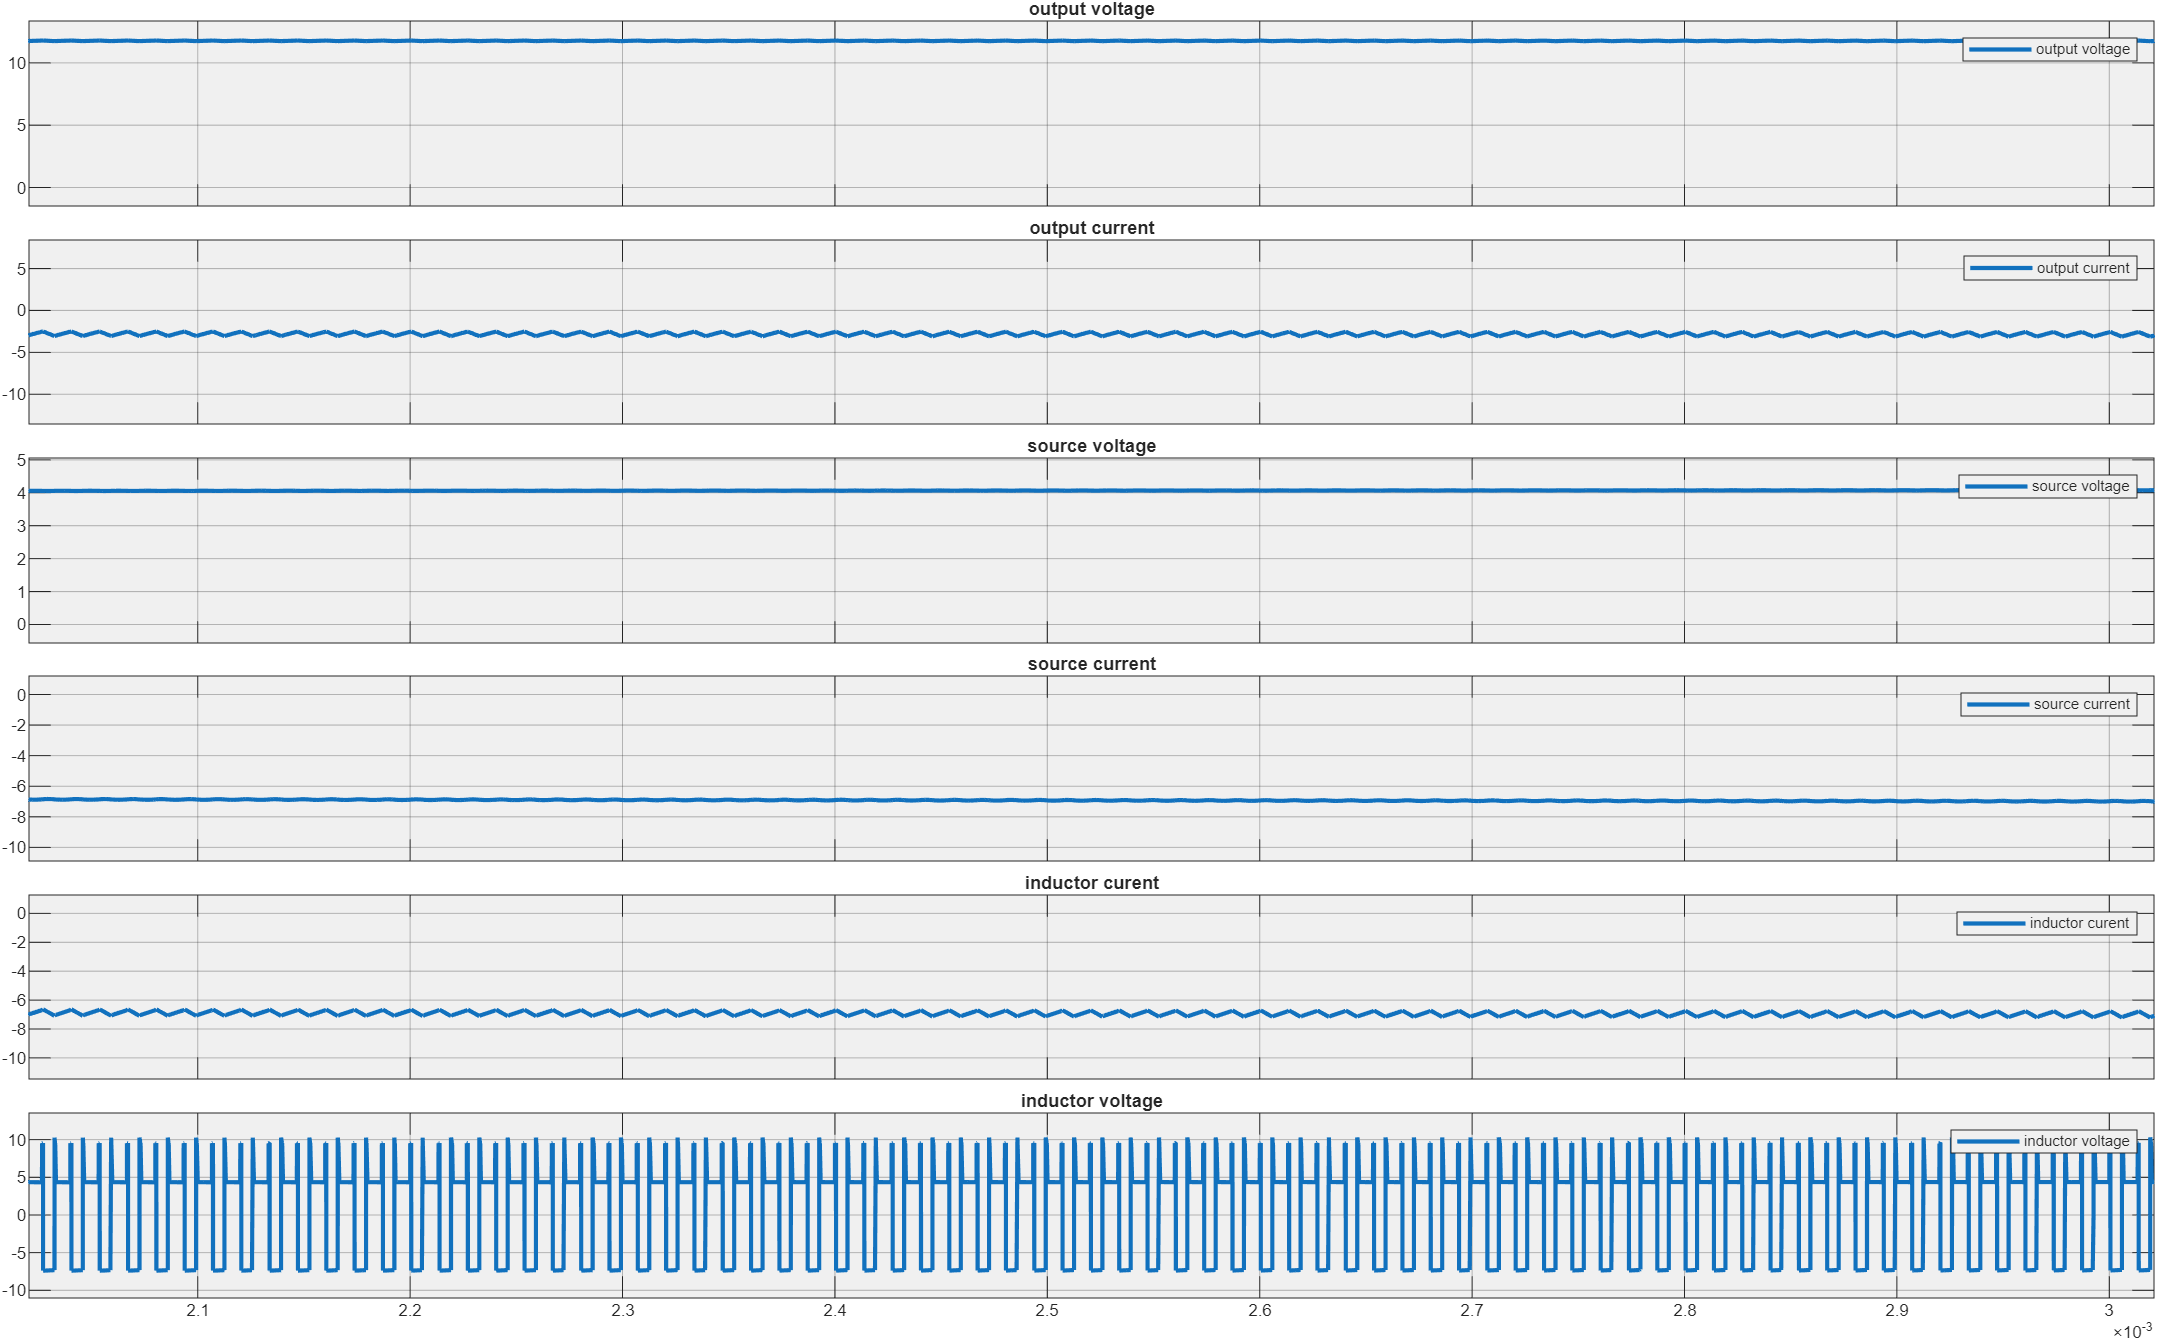 output voltage
10
5
0
output voltage
output current
5
0
-5
-10
output current
source voltage
5
4
3
2
1
0
source voltage
source current
0
-2
-4
-6
-8
-10
source current
inductor curent
0
-2
-4
-6
-8
-10
inductor curent
inductor voltage
10
5
0
-5
-10
inductor voltage
2.1 2.2 2.3 2.4 2.5 2.6 2.7 2.8 2.9 3
×10-3